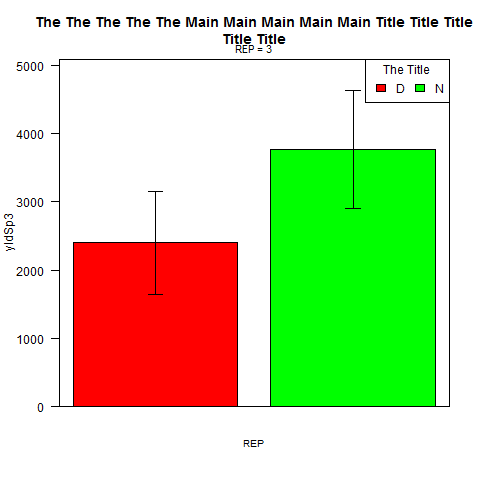 The The The The The Main Main Main Main Main Title Title Title
Title Title
REP = 3
The Title
D N
5000
4000
3000
2000
1000
0
yldSp3
REP